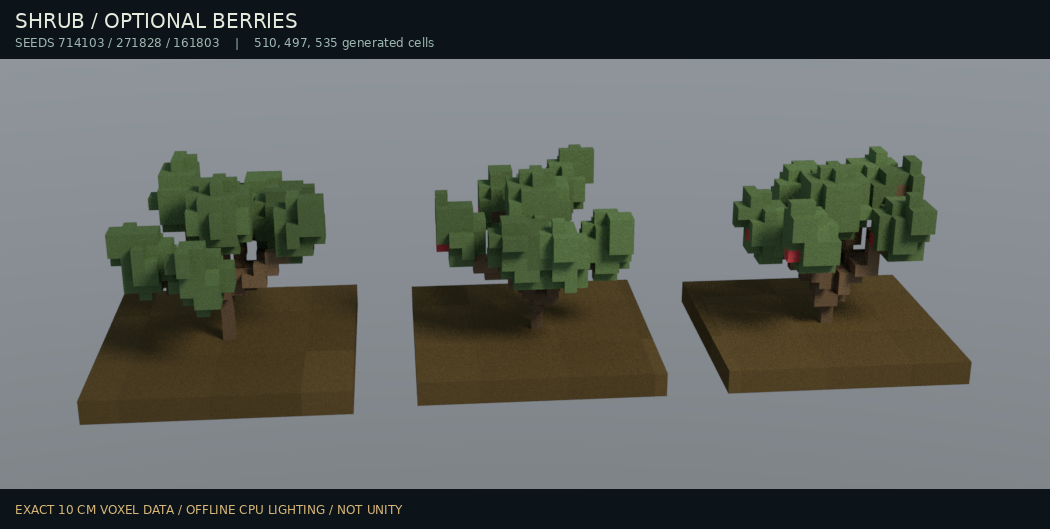 SHRUB / OPTIONAL BERRIES
SEEDS 714103 / 271828 / 161803 | 510, 497, 535 generated cells
EXACT 10 CM VOXEL DATA / OFFLINE CPU LIGHTING / NOT UNITY